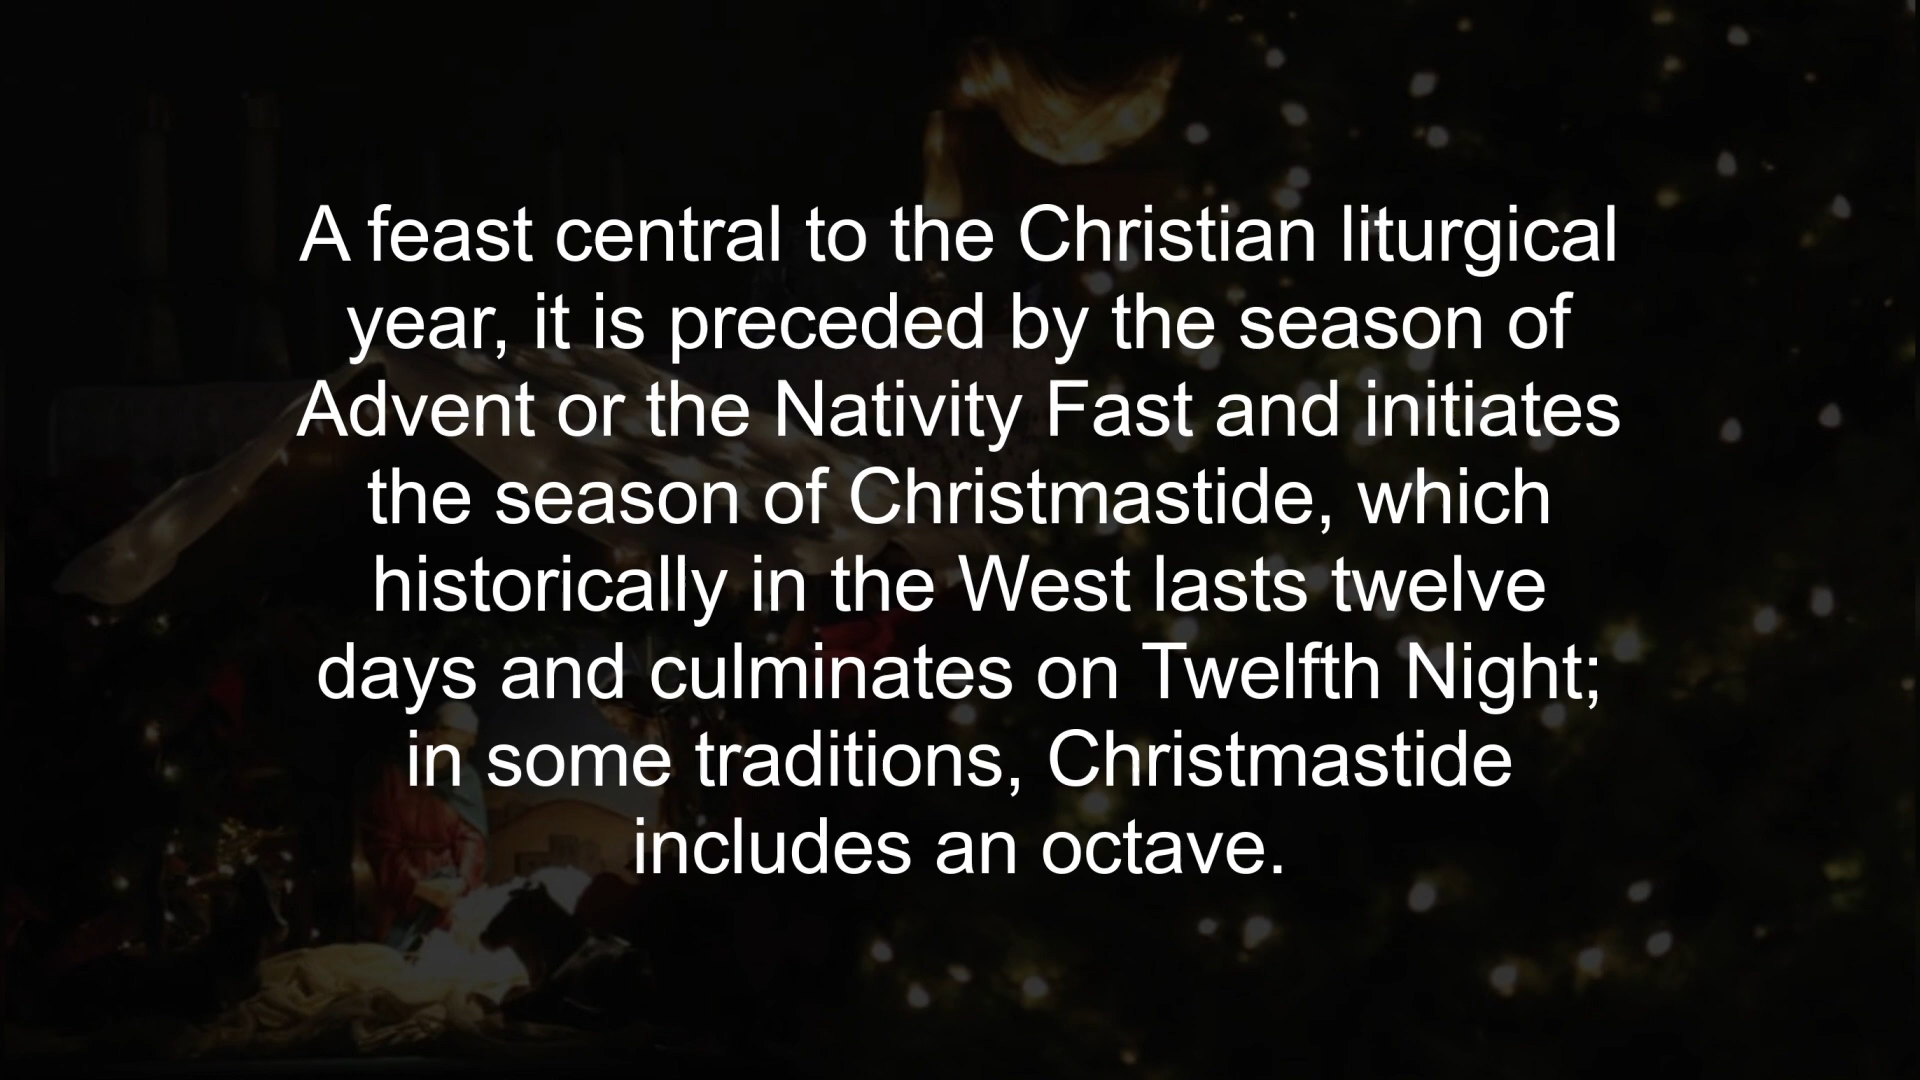 A feast central to the Christian liturgical
year, it is preceded by the season of
Advent or the Nativity Fast and initiates
the season of Christmastide, which
historically in the West lasts twelve
days and culminates on Twelfth Night;
in some traditions, Christmastide
includes an octave.